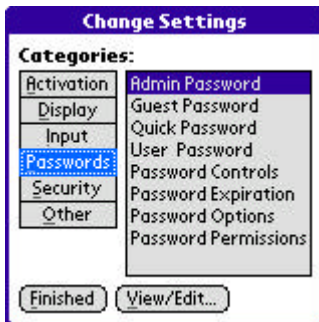 Change Settings
Categories:
Activation
Display
Input
Passwords
Security
Other
Admin Password
Guest Password
Quick Password
User Password
Password Controls
Password Expiration
Password Options
Password Permissions
Finished
View/Edit...